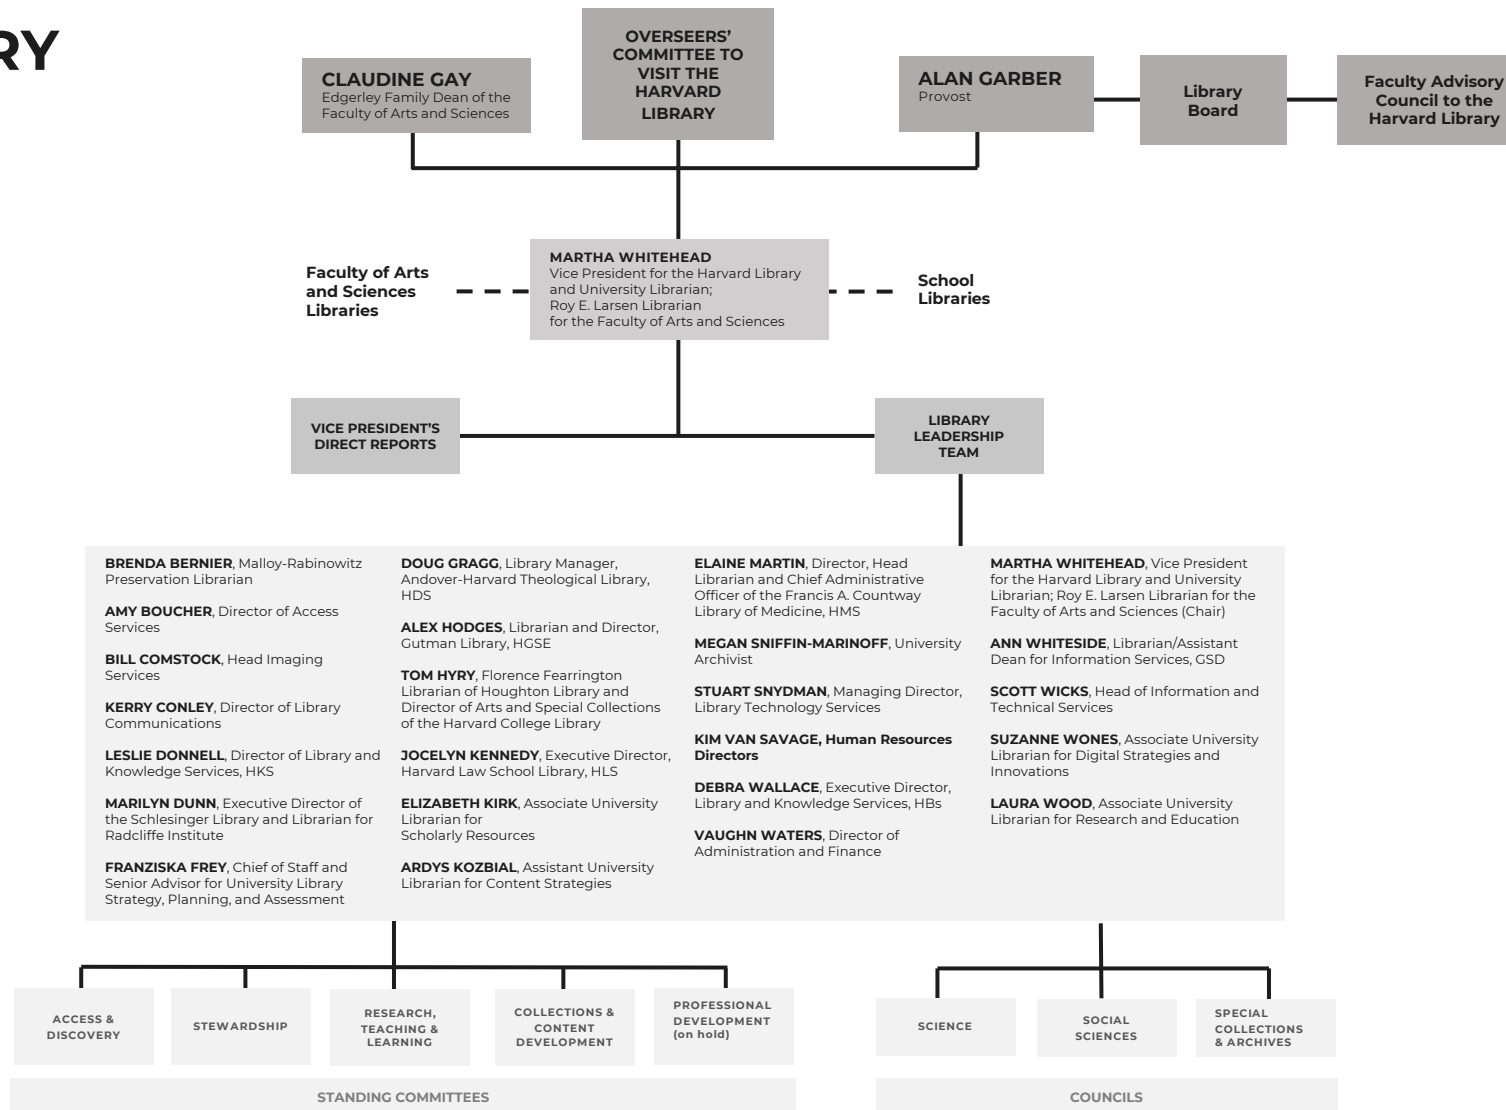 RY
CLAUDINE GAY
Edgerley Family Dean of the
Faculty of Arts and Sciences
OVERSEERS'
COMMITTEE TO
VISIT THE
HARVARD
LIBRARY
ALAN GARBER
Provost
Library
Board
Faculty Advisory
Council to the
Harvard Library
Faculty of Arts
and Sciences
Libraries
MARTHA WHITEHEAD
Vice President for the Harvard Library
and University Librarian;
Roy E. Larsen Librarian
for the Faculty of Arts and Sciences
School
Libraries
VICE PRESIDENT'S
DIRECT REPORTS
LIBRARY
LEADERSHIP
TEAM
BRENDA BERNIER, Malloy-Rabinowitz
Preservation Librarian
AMY BOUCHER, Director of Access
Services
BILL COMSTOCK, Head Imaging
Services
KERRY CONLEY, Director of Library
Communications
LESLIE DONNELL, Director of Library and
Knowledge Services, HKS
MARILYN DUNN, Executive Director of
the Schlesinger Library and Librarian for
Radcliffe Institute
FRANZISKA FREY, Chief of Staff and
Senior Advisor for University Library
Strategy, Planning, and Assessment
DOUG GRAGG, Library Manager,
Andover-Harvard Theological Library,
HDS
ALEX HODGES, Librarian and Director,
Gutman Library, HGSE
TOM HYRY, Florence Fearrington
Librarian of Houghton Library and
Director of Arts and Special Collections
of the Harvard College Library
JOCELYN KENNEDY, Executive Director,
Harvard Law School Library, HLS
ELIZABETH KIRK, Associate University
Librarian for
Scholarly Resources
ARDYS KOZBIAL, Assistant University
Librarian for Content Strategies
ELAINE MARTIN, Director, Head
Librarian and Chief Administrative
Officer of the Francis A. Countway
Library of Medicine, HMS
MEGAN SNIFFIN-MARINOFF, University
Archivist
STUART SNYDMAN, Managing Director,
Library Technology Services
KIM VAN SAVAGE, Human Resources
Directors
DEBRA WALLACE, Executive Director,
Library and Knowledge Services, HBs
VAUGHN WATERS, Director of
Administration and Finance
MARTHA WHITEHEAD, Vice President
for the Harvard Library and University
Librarian; Roy E. Larsen Librarian for the
Faculty of Arts and Sciences (Chair)
ANN WHITESIDE, Librarian/Assistant
Dean for Information Services, GSD
SCOTT WICKS, Head of Information and
Technical Services
SUZANNE WONES, Associate University
Librarian for Digital Strategies and
Innovations
LAURA WOOD, Associate University
Librarian for Research and Education
ACCESS &
DISCOVERY
STEWARDSHIP
RESEARCH,
TEACHING &
LEARNING
COLLECTIONS &
CONTENT
DEVELOPMENT
PROFESSIONAL
DEVELOPMENT
(on hold)
SCIENCE
SOCIAL
SCIENCES
SPECIAL
COLLECTIONS
& ARCHIVES
STANDING COMMITTEES
COUNCILS